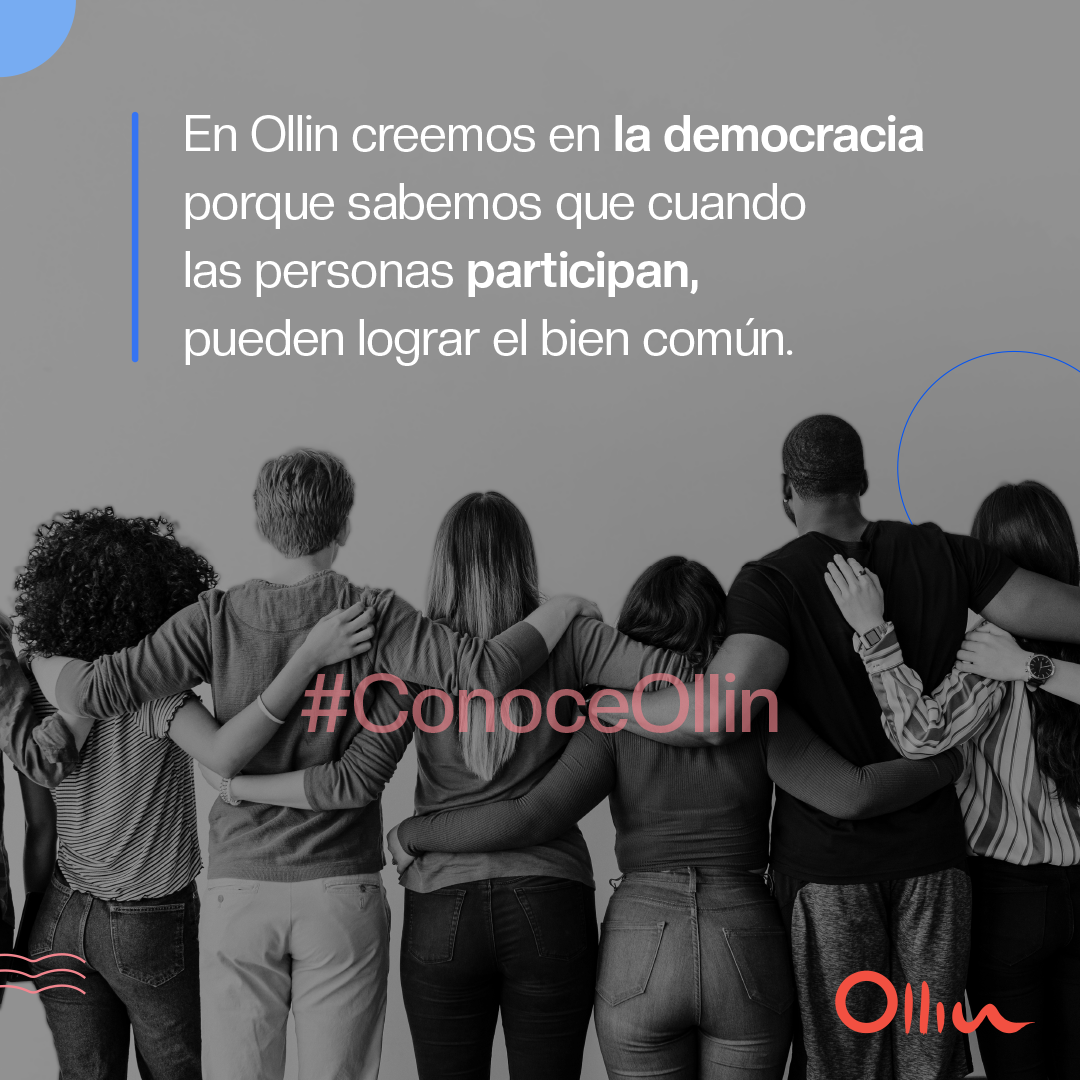 En Ollin creemos en la democracia
porque sabemos que cuando
las personas participan,
pueden lograr el bien común.
#ConoceOllin
Ollin